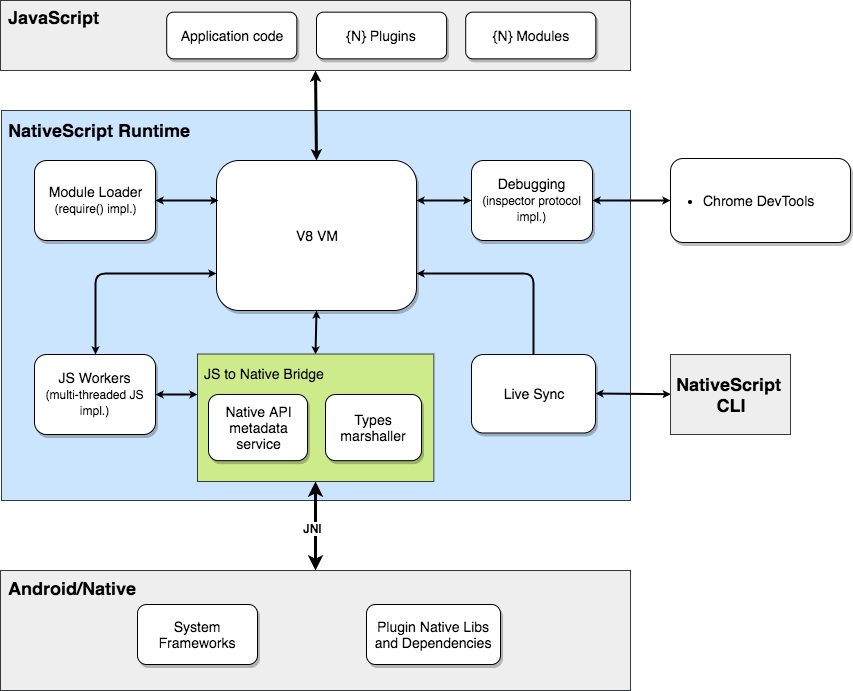 JavaScript
Application code
{N} Plugins
{N} Modules
NativeScript Runtime
Module Loader
(require() impl.)
V8 VM
Debugging
(inspector protocol
impl.)
• Chrome DevTools
JS Workers
(multi-threaded JS
impl.)
JS to Native Bridge
Native API
metadata
service
Types
marshaller
Live Sync
NativeScript
CLI
JNI
Android/Native
System
Frameworks
Plugin Native Libs
and Dependencies